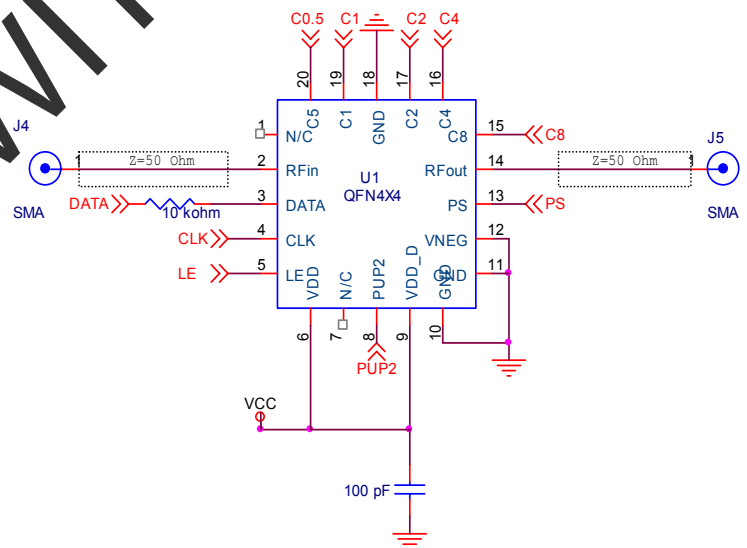 C0.5 C1 C2 C4
20 19 18 17 16
C5 C1 GND C2 C4
J4
1 N/C
C8 15 C8
J5
1 Z=50 Ohm 2 RFin
U1
QFN4X4
RFout 14 Z=50 Ohm 1
SMA
DATA 10 kohm 3 DATA
PS 13 PS
SMA
CLK 4 CLK
VNEG 12
LE 5 LE
GND 11
VDD N/C PUP2 VDD_D GND
6 7 8 9 10
PUP2
VCC
100 pF